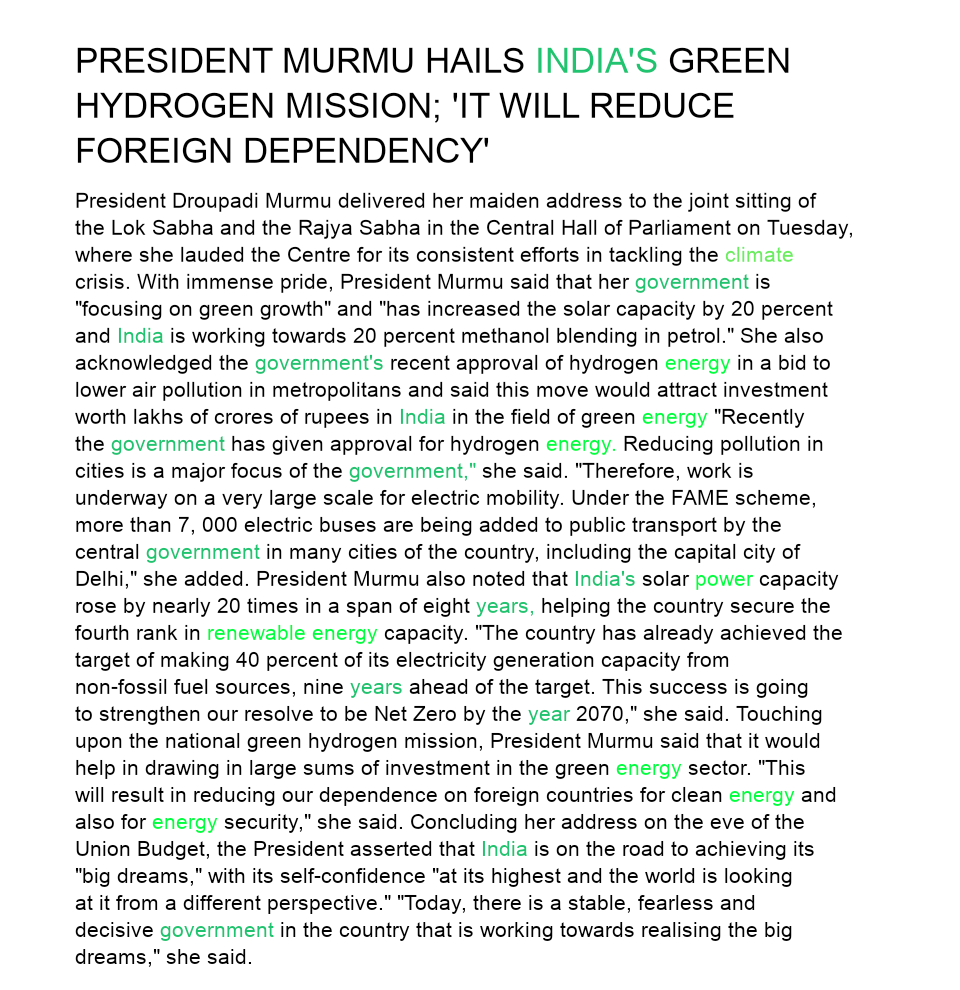 PRESIDENT MURMU HAILS INDIA'S GREEN
HYDROGEN MISSION; 'IT WILL REDUCE
FOREIGN DEPENDENCY'
President Droupadi Murmu delivered her maiden address to the joint sitting of
the Lok Sabha and the Rajya Sabha in the Central Hall of Parliament on Tuesday,
where she lauded the Centre for its consistent efforts in tackling the climate
crisis. With immense pride, President Murmu said that her government is
"focusing on green growth" and "has increased the solar capacity by 20 percent
and India is working towards 20 percent methanol blending in petrol." She also
acknowledged the government's recent approval of hydrogen energy in a bid to
lower air pollution in metropolitans and said this move would attract investment
worth lakhs of crores of rupees in India in the field of green energy "Recently
the government has given approval for hydrogen energy. Reducing pollution in
cities is a major focus of the government," she said. "Therefore, work is
underway on a very large scale for electric mobility. Under the FAME scheme,
more than 7, 000 electric buses are being added to public transport by the
central government in many cities of the country, including the capital city of
Delhi," she added. President Murmu also noted that India's solar power capacity
rose by nearly 20 times in a span of eight years, helping the country secure the
fourth rank in renewable energy capacity. "The country has already achieved the
target of making 40 percent of its electricity generation capacity from
non-fossil fuel sources, nine years ahead of the target. This success is going
to strengthen our resolve to be Net Zero by the year 2070," she said. Touching
upon the national green hydrogen mission, President Murmu said that it would
help in drawing in large sums of investment in the green energy sector. "This
will result in reducing our dependence on foreign countries for clean energy and
also for energy security," she said. Concluding her address on the eve of the
Union Budget, the President asserted that India is on the road to achieving its
"big dreams," with its self-confidence "at its highest and the world is looking
at it from a different perspective." "Today, there is a stable, fearless and
decisive government in the country that is working towards realising the big
dreams," she said.